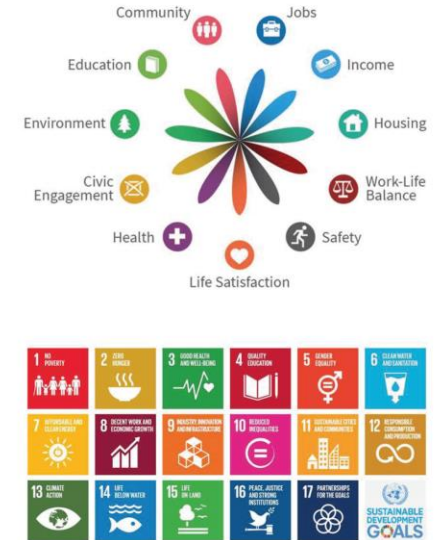 Community
Jobs
Education
Income
Environment
Housing
Civic
Engagement
Work-Life
Balance
Health
Safety
Life Satisfaction
1 NO
POVERTY
2 ZERO
HUNGER
3 GOOD HEALTH
AND WELL-BEING
4 QUALITY
EDUCATION
5 GENDER
EQUALITY
6 CLEAN WATER
AND SANITATION
7 AFFORDABLE AND
CLEAN ENERGY
8 DECENT WORK AND
ECONOMIC GROWTH
9 INDUSTRY, INNOVATION
AND INFRASTRUCTURE
10 REDUCED
INEQUALITIES
11 SUSTAINABLE CITIES
AND COMMUNITIES
12 RESPONSIBLE
CONSUMPTION
AND PRODUCTION
13 CLIMATE
ACTION
14 LIFE
BELOW WATER
15 LIFE
ON LAND
16 PEACE, JUSTICE
AND STRONG
INSTITUTIONS
17 PARTNERSHIPS
FOR THE GOALS
SUSTAINABLE
DEVELOPMENT
GOALS